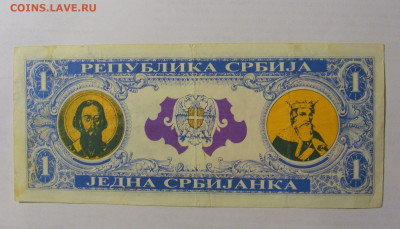 COINS.LAVE.RU
1 РЕПУБЛИКА СРБИЈА 1
1 ЈЕДНА СРБИЈАНКА 1